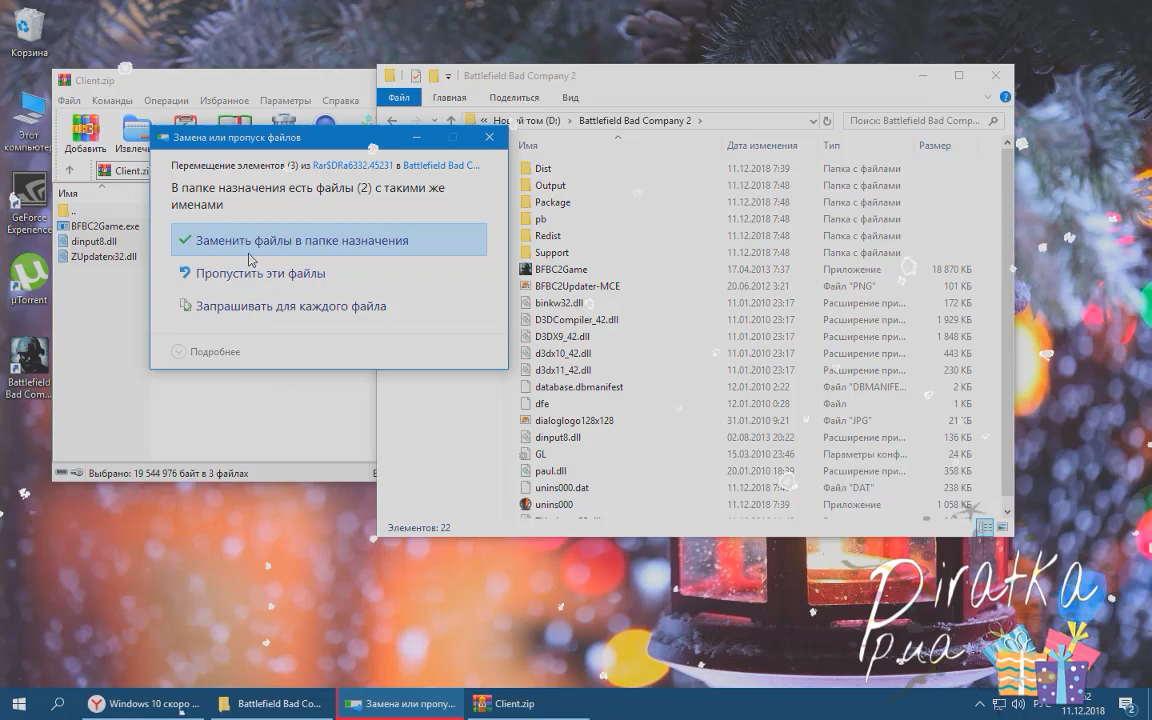 Корзина
Этот
компьюте...
GeForce
Experience
µTorrent
Battlefield
Bad Com...
Client.zip
Файл Команды Операции Избранное Параметры Справка
Добавить Извлечь
Client.zi
Имя
..
BFBC2Game.exe
dinput8.dll
ZUpdaterx32.dll
Выбрано: 19 544 976 байт в 3 файлах
Замена или пропуск файлов
Перемещение элементов (3) из Rar$DRa6332.45231 в Battlefield Bad C...
В папке назначения есть файлы (2) с такими же
именами
Заменить файлы в папке назначения
Пропустить эти файлы
Запрашивать для каждого файла
Подробнее
Battlefield Bad Company 2
Файл Главная Поделиться Вид
« Новый том (D:) › Battlefield Bad Company 2 ›
Поиск: Battlefield Bad Comp...
Имя Дата изменения Тип Размер
Dist 11.12.2018 7:39 Папка с файлами
Output 11.12.2018 7:48 Папка с файлами
Package 11.12.2018 7:48 Папка с файлами
pb 11.12.2018 7:39 Папка с файлами
Redist 11.12.2018 7:48 Папка с файлами
Support 11.12.2018 7:48 Папка с файлами
BFBC2Game 17.04.2013 7:37 Приложение 18 870 КБ
BFBC2Updater-MCE 20.06.2012 3:21 Файл "PNG" 101 КБ
binkw32.dll 11.01.2010 23:17 Расширение при... 172 КБ
D3DCompiler_42.dll 11.01.2010 23:17 Расширение при... 1 929 КБ
D3DX9_42.dll 11.01.2010 23:17 Расширение при... 1 848 КБ
d3dx10_42.dll 11.01.2010 23:17 Расширение при... 443 КБ
d3dx11_42.dll 11.01.2010 23:17 Расширение при... 230 КБ
database.dbmanifest 12.01.2010 2:22 Файл "DBMANIFE... 2 КБ
dfe 12.01.2010 0:28 Файл 1 КБ
dialoglogo128x128 31.01.2010 9:21 Файл "JPG" 21 КБ
dinput8.dll 02.08.2013 20:22 Расширение при... 136 КБ
GL 15.03.2010 23:46 Параметры конф... 24 КБ
paul.dll 20.01.2010 18:39 Расширение при... 358 КБ
unins000.dat 11.12.2018 7:48 Файл "DAT" 238 КБ
unins000 11.12.2018 7:39 Приложение 1 058 КБ
Элементов: 22
Piratka
рua
Windows 10 скоро ...
Battlefield Bad Co...
Замена или пропу...
Client.zip
11.12.2018
2